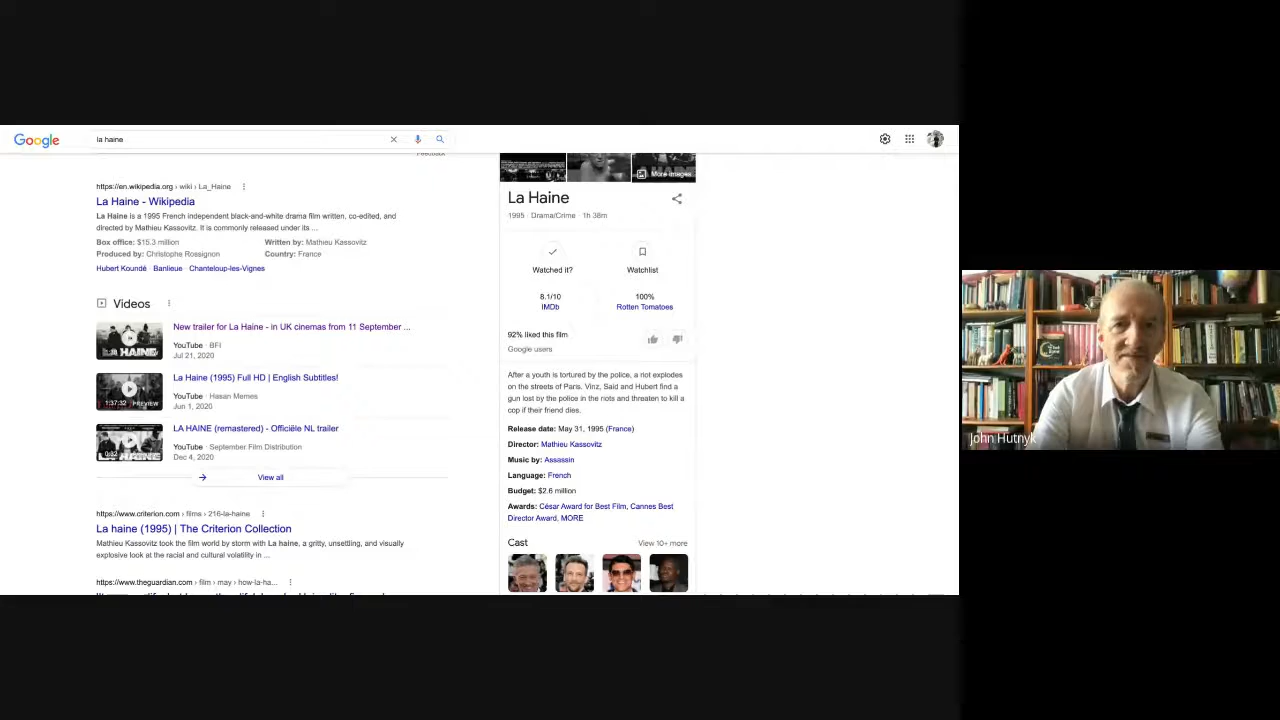 Google
la haine
Feedback
https://en.wikipedia.org › wiki › La_Haine
La Haine - Wikipedia
La Haine is a 1995 French independent black-and-white drama film written, co-edited, and
directed by Mathieu Kassovitz. It is commonly released under its ...
Box office: $15.3 million Written by: Mathieu Kassovitz
Produced by: Christophe Rossignon Country: France
Hubert Koundé · Banlieue · Chanteloup-les-Vignes
Videos
New trailer for La Haine - in UK cinemas from 11 September ...
YouTube · BFI
Jul 21, 2020
La HAINE
La Haine (1995) Full HD | English Subtitles!
YouTube · Hasan Memes
Jun 1, 2020
1:37:32 PREVIEW
LA HAINE (remastered) - Officiële NL trailer
YouTube · September Film Distribution
Dec 4, 2020
0:32
View all
https://www.criterion.com › films › 216-la-haine
La haine (1995) | The Criterion Collection
Mathieu Kassovitz took the film world by storm with La haine, a gritty, unsettling, and visually
explosive look at the racial and cultural volatility in ...
https://www.theguardian.com › film › may › how-la-ha...
More images
La Haine
1995 · Drama/Crime · 1h 38m
Watched it? Watchlist
8.1/10 100%
IMDb Rotten Tomatoes
92% liked this film
Google users
After a youth is tortured by the police, a riot explodes
on the streets of Paris. Vinz, Said and Hubert find a
gun lost by the police in the riots and threaten to kill a
cop if their friend dies.
Release date: May 31, 1995 (France)
Director: Mathieu Kassovitz
Music by: Assassin
Language: French
Budget: $2.6 million
Awards: César Award for Best Film, Cannes Best
Director Award, MORE
Cast View 10+ more
John Hutnyk